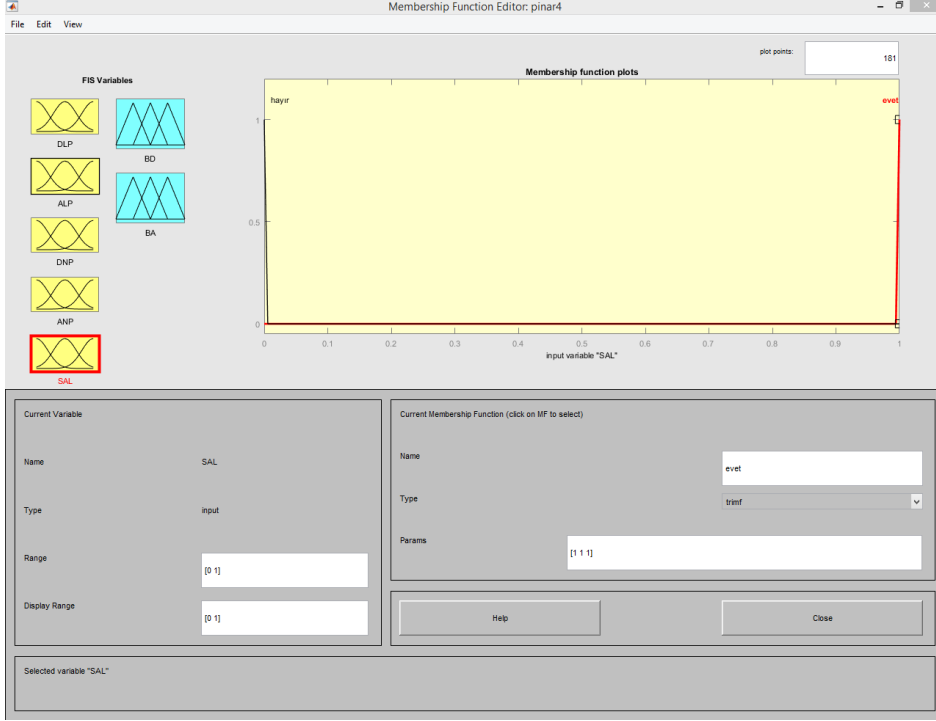 Membership Function Editor: pinar4
File Edit View
plot points: 181
FIS Variables
DLP
ALP
DNP
ANP
SAL
BD
BA
Membership function plots
hayır
evet
1
0.5
0
0 0.1 0.2 0.3 0.4 0.5 0.6 0.7 0.8 0.9 1
input variable "SAL"
Current Variable
Name SAL
Type input
Range [0 1]
Display Range [0 1]
Current Membership Function (click on MF to select)
Name evet
Type trimf
Params [1 1 1]
Help Close
Selected variable "SAL"